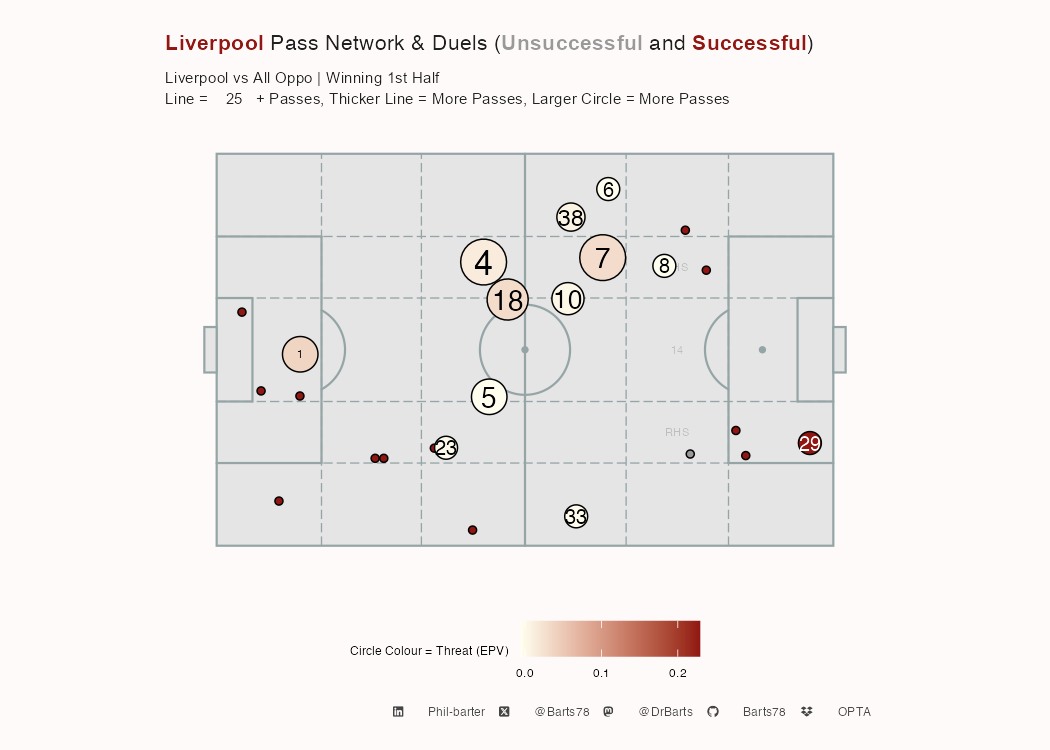 Liverpool Pass Network & Duels (Unsuccessful and Successful)
Liverpool vs All Oppo | Winning 1st Half
Line = 25 + Passes, Thicker Line = More Passes, Larger Circle = More Passes
6
38
7
4
8
18
10
14
1
5
RHS
29
23
33
Circle Colour = Threat (EPV)
0.0 0.1 0.2
Phil-barter @Barts78 @DrBarts Barts78 OPTA